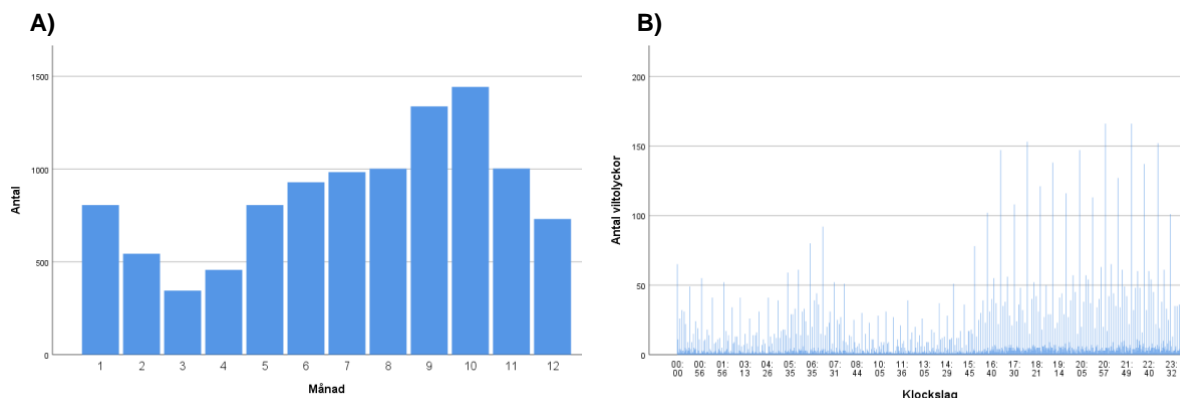 A)
Antal
1500
1000
500
0
1 2 3 4 5 6 7 8 9 10 11 12
Månad
B)
Antal viltolyckor
200
150
100
50
0
00: 00: 01: 03: 04: 05: 06: 07: 08: 10: 11: 13: 14: 15: 16: 17: 18: 19: 20: 20: 21: 22: 23:
00 56 56 13 26 35 35 31 44 05 36 05 29 45 40 30 21 14 05 57 49 40 32
Klockslag